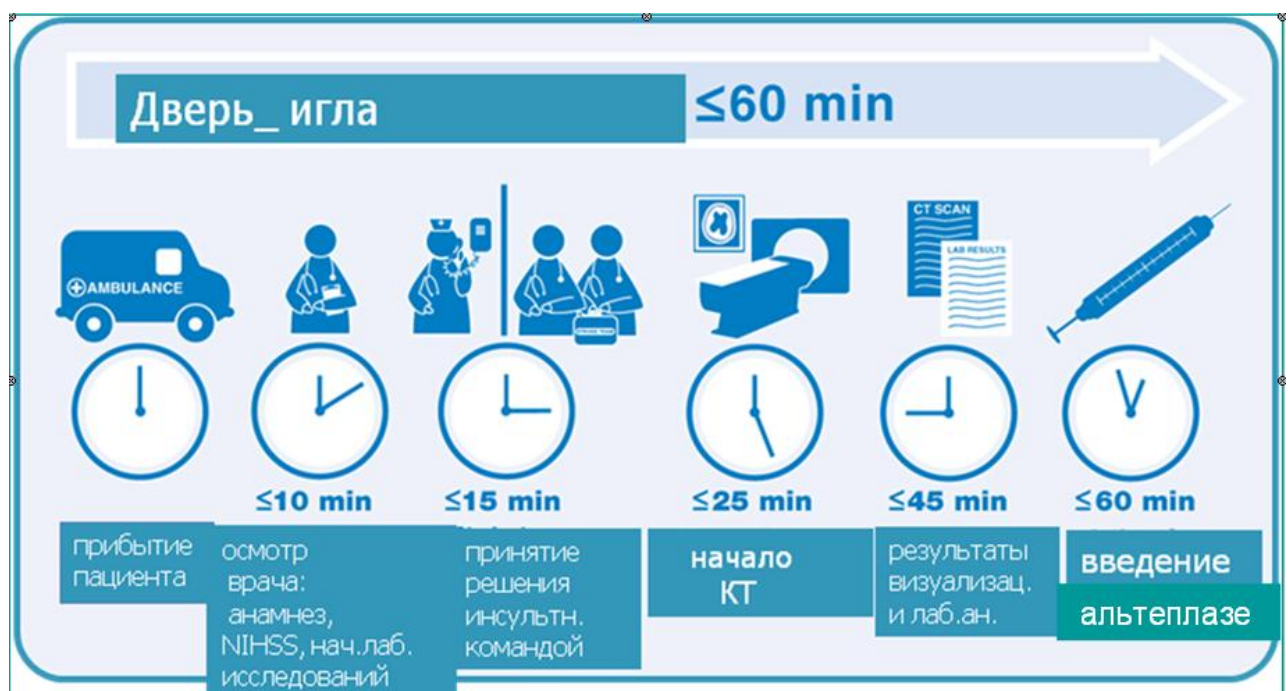 Дверь_ игла
≤60 min
AMBULANCE
CT SCAN
LAB RESULTS
STROKE TEAM
≤10 min
≤15 min
≤25 min
≤45 min
≤60 min
прибытие
пациента
осмотр
врача:
анамнез,
NIHSS, нач.лаб.
исследований
принятие
решения
инсультн.
командой
начало
КТ
результаты
визуализац.
и лаб.ан.
введение
альтеплазе